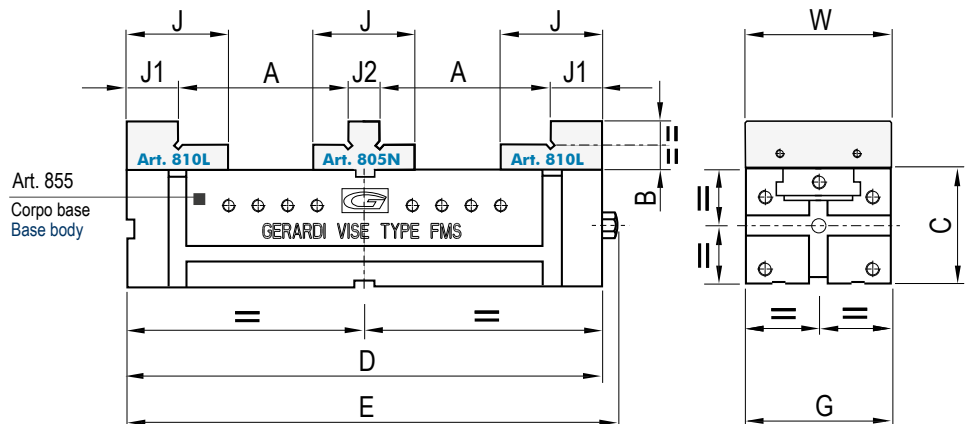 J J J W
J1 A J2 A J1
Art. 810L Art. 805N Art. 810L
Art. 855
Corpo base
Base body
B
C
G
GERARDI VISE TYPE FMS
= =
= =
= =
=
D
E
G